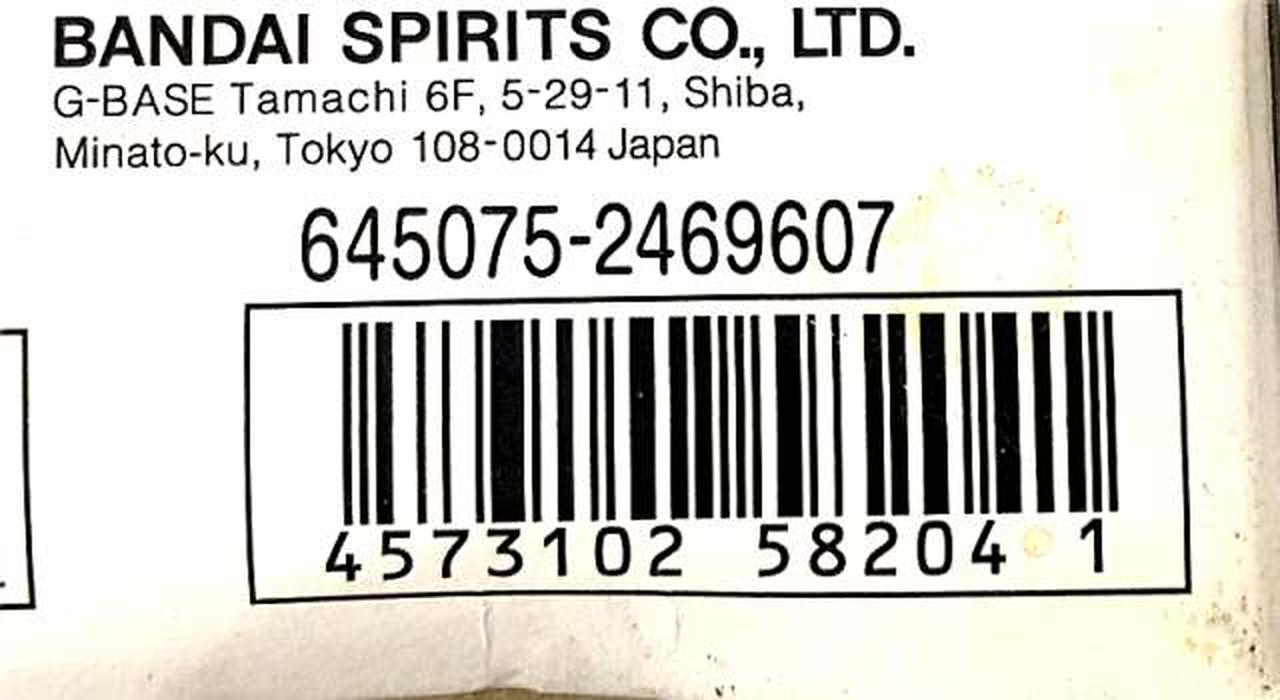 BANDAI SPIRITS CO., LTD.
G-BASE Tamachi 6F, 5-29-11, Shiba,
Minato-ku, Tokyo 108-0014 Japan
645075-2469607
4573102 58204 1